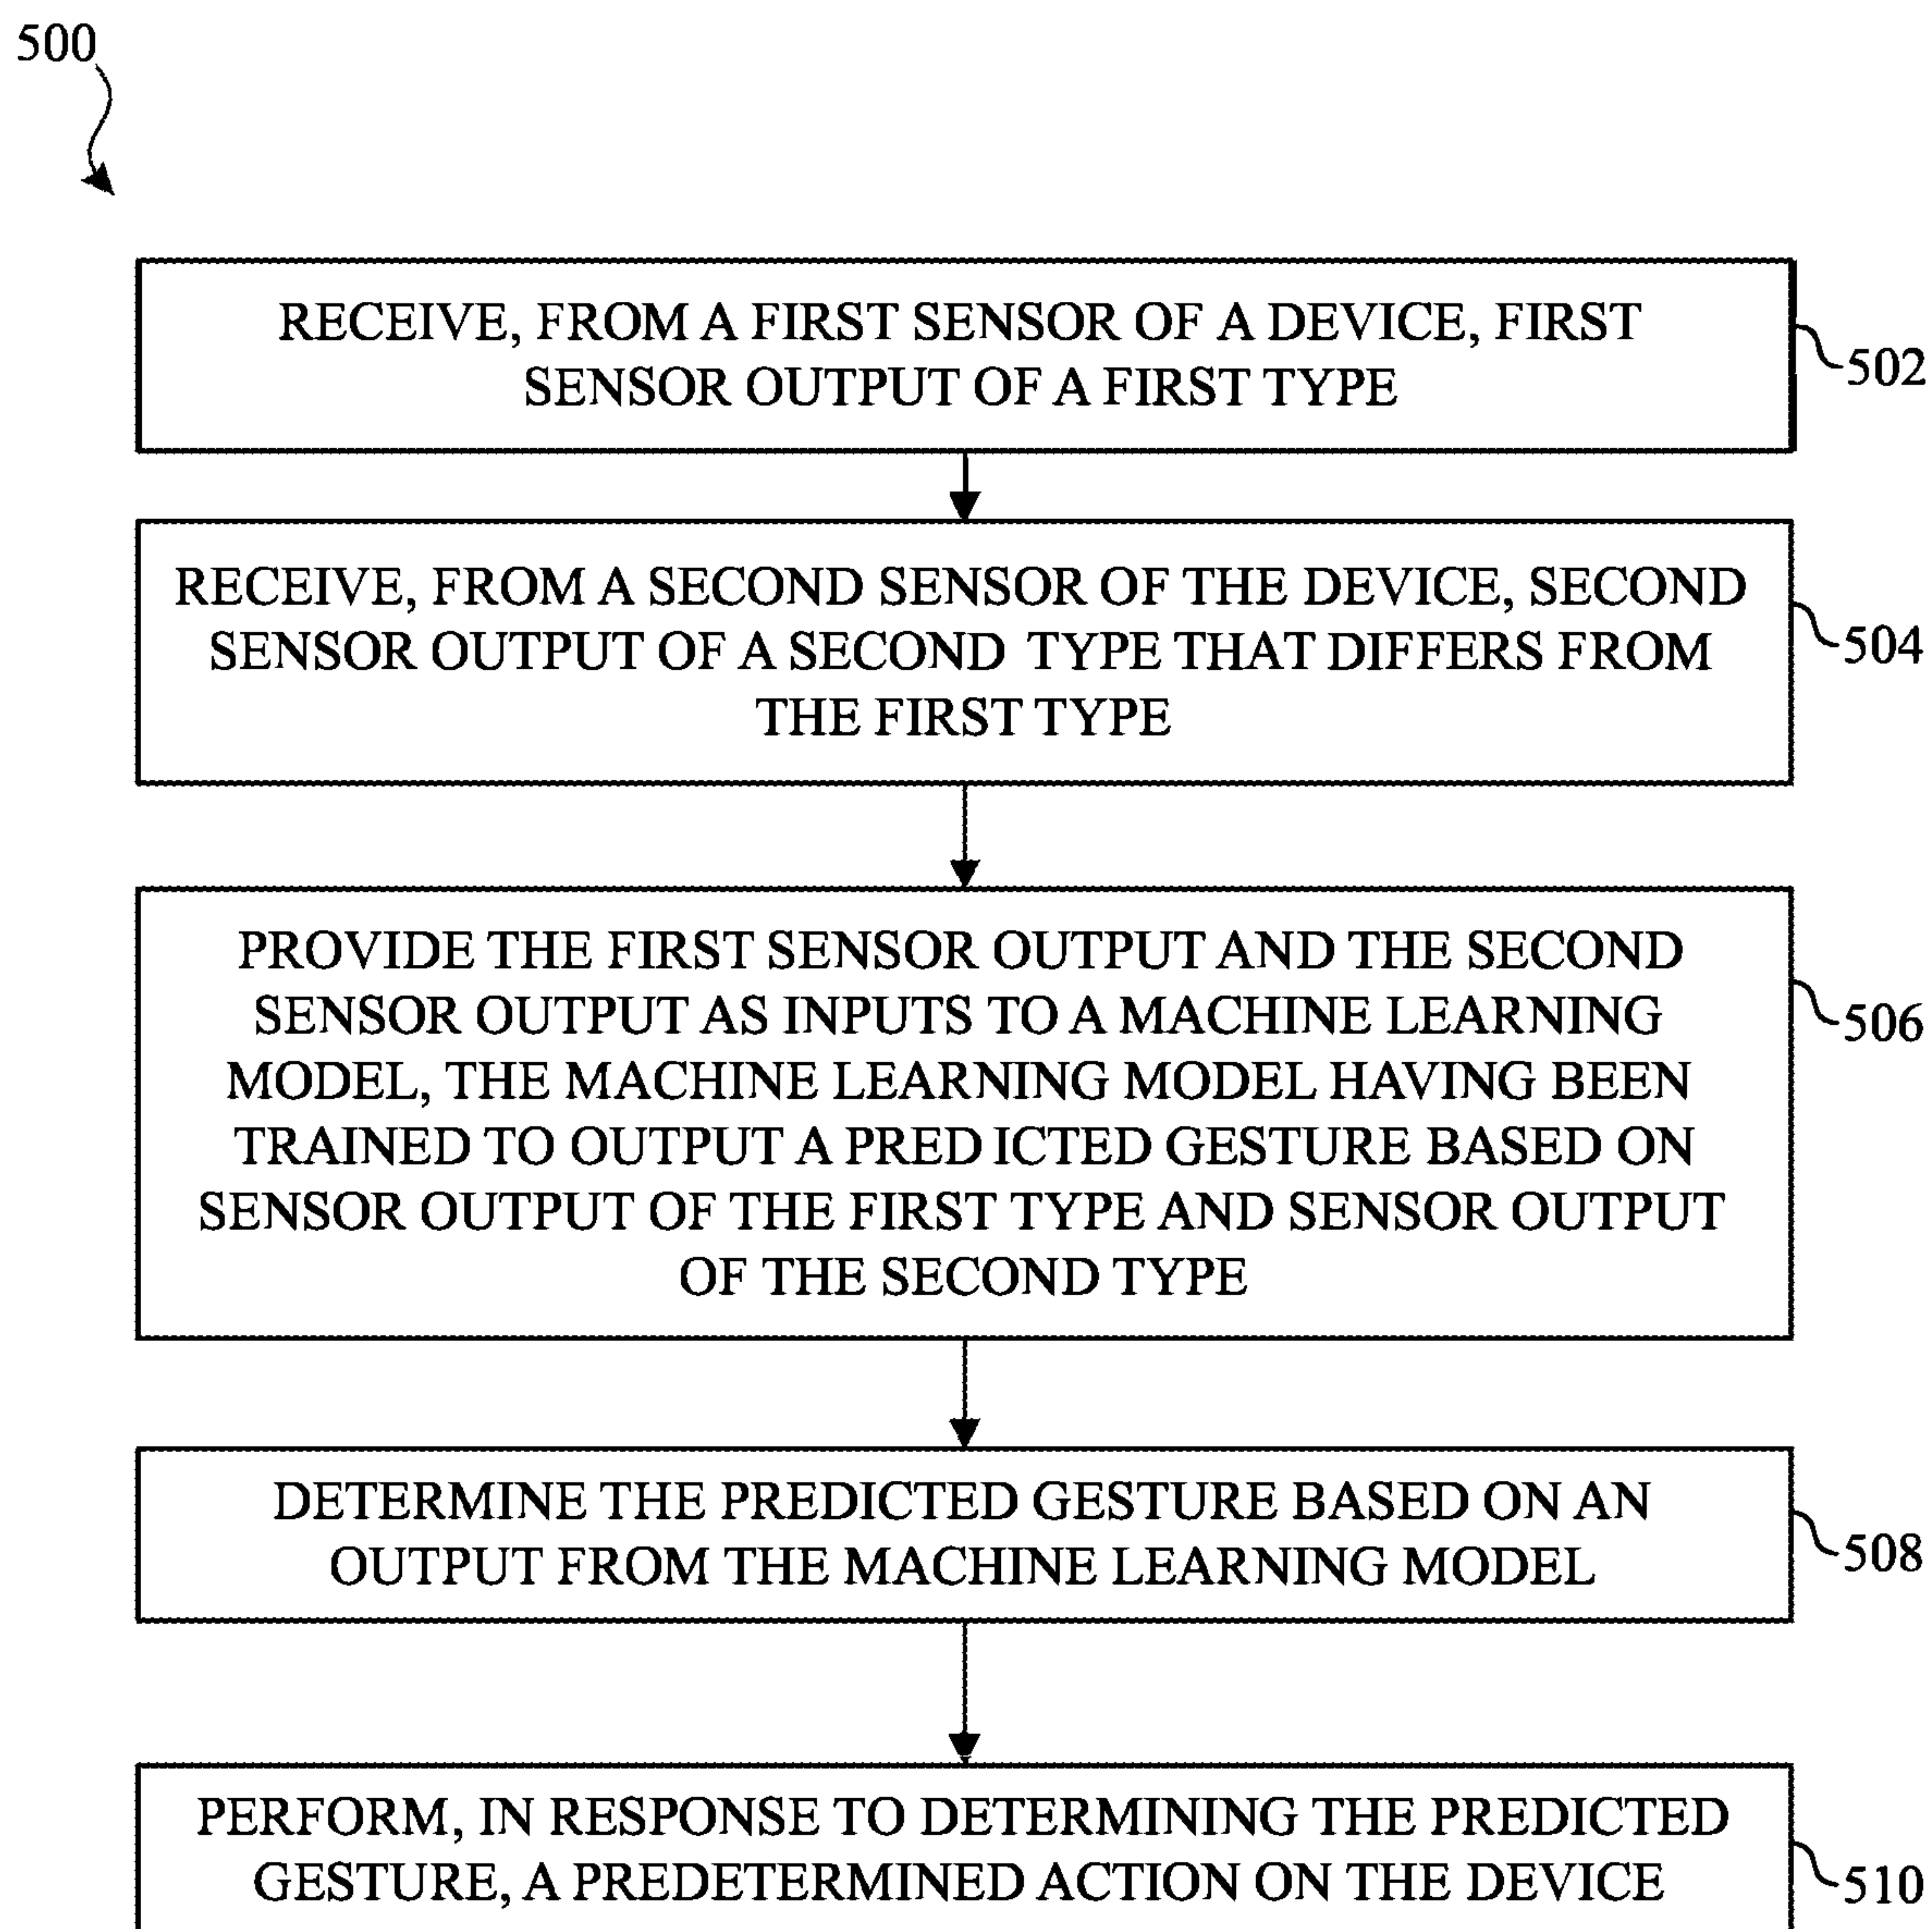 500
RECEIVE, FROM A FIRST SENSOR OF A DEVICE, FIRST
SENSOR OUTPUT OF A FIRST TYPE
502
RECEIVE, FROM A SECOND SENSOR OF THE DEVICE, SECOND
SENSOR OUTPUT OF A SECOND TYPE THAT DIFFERS FROM
THE FIRST TYPE
504
PROVIDE THE FIRST SENSOR OUTPUT AND THE SECOND
SENSOR OUTPUT AS INPUTS TO A MACHINE LEARNING
MODEL, THE MACHINE LEARNING MODEL HAVING BEEN
TRAINED TO OUTPUT A PRED ICTED GESTURE BASED ON
SENSOR OUTPUT OF THE FIRST TYPE AND SENSOR OUTPUT
OF THE SECOND TYPE
506
DETERMINE THE PREDICTED GESTURE BASED ON AN
OUTPUT FROM THE MACHINE LEARNING MODEL
508
PERFORM, IN RESPONSE TO DETERMINING THE PREDICTED
GESTURE, A PREDETERMINED ACTION ON THE DEVICE
510